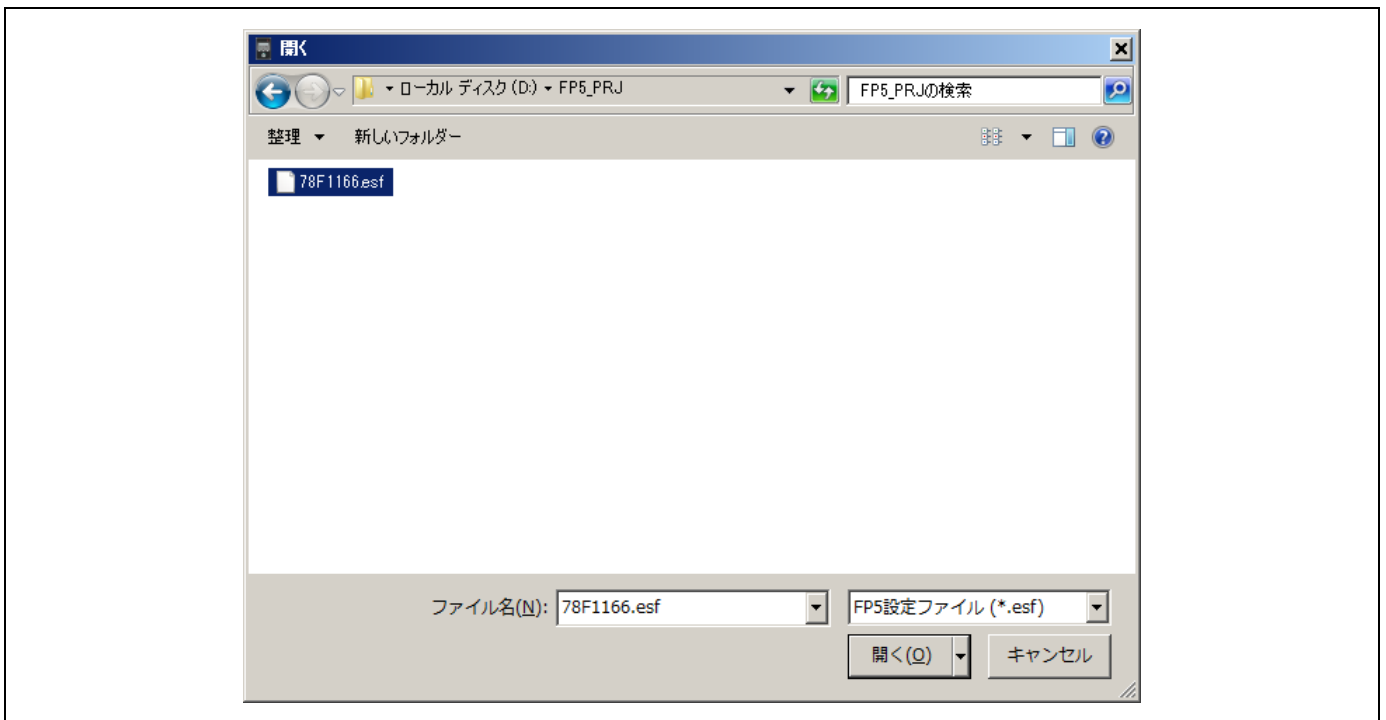 開く
ローカル ディスク (D:) FP5_PRJ FP5_PRJの検索
整理 新しいフォルダー
78F1166.esf
ファイル名(N): 78F1166.esf FP5設定ファイル (*.esf)
開く(O) キャンセル